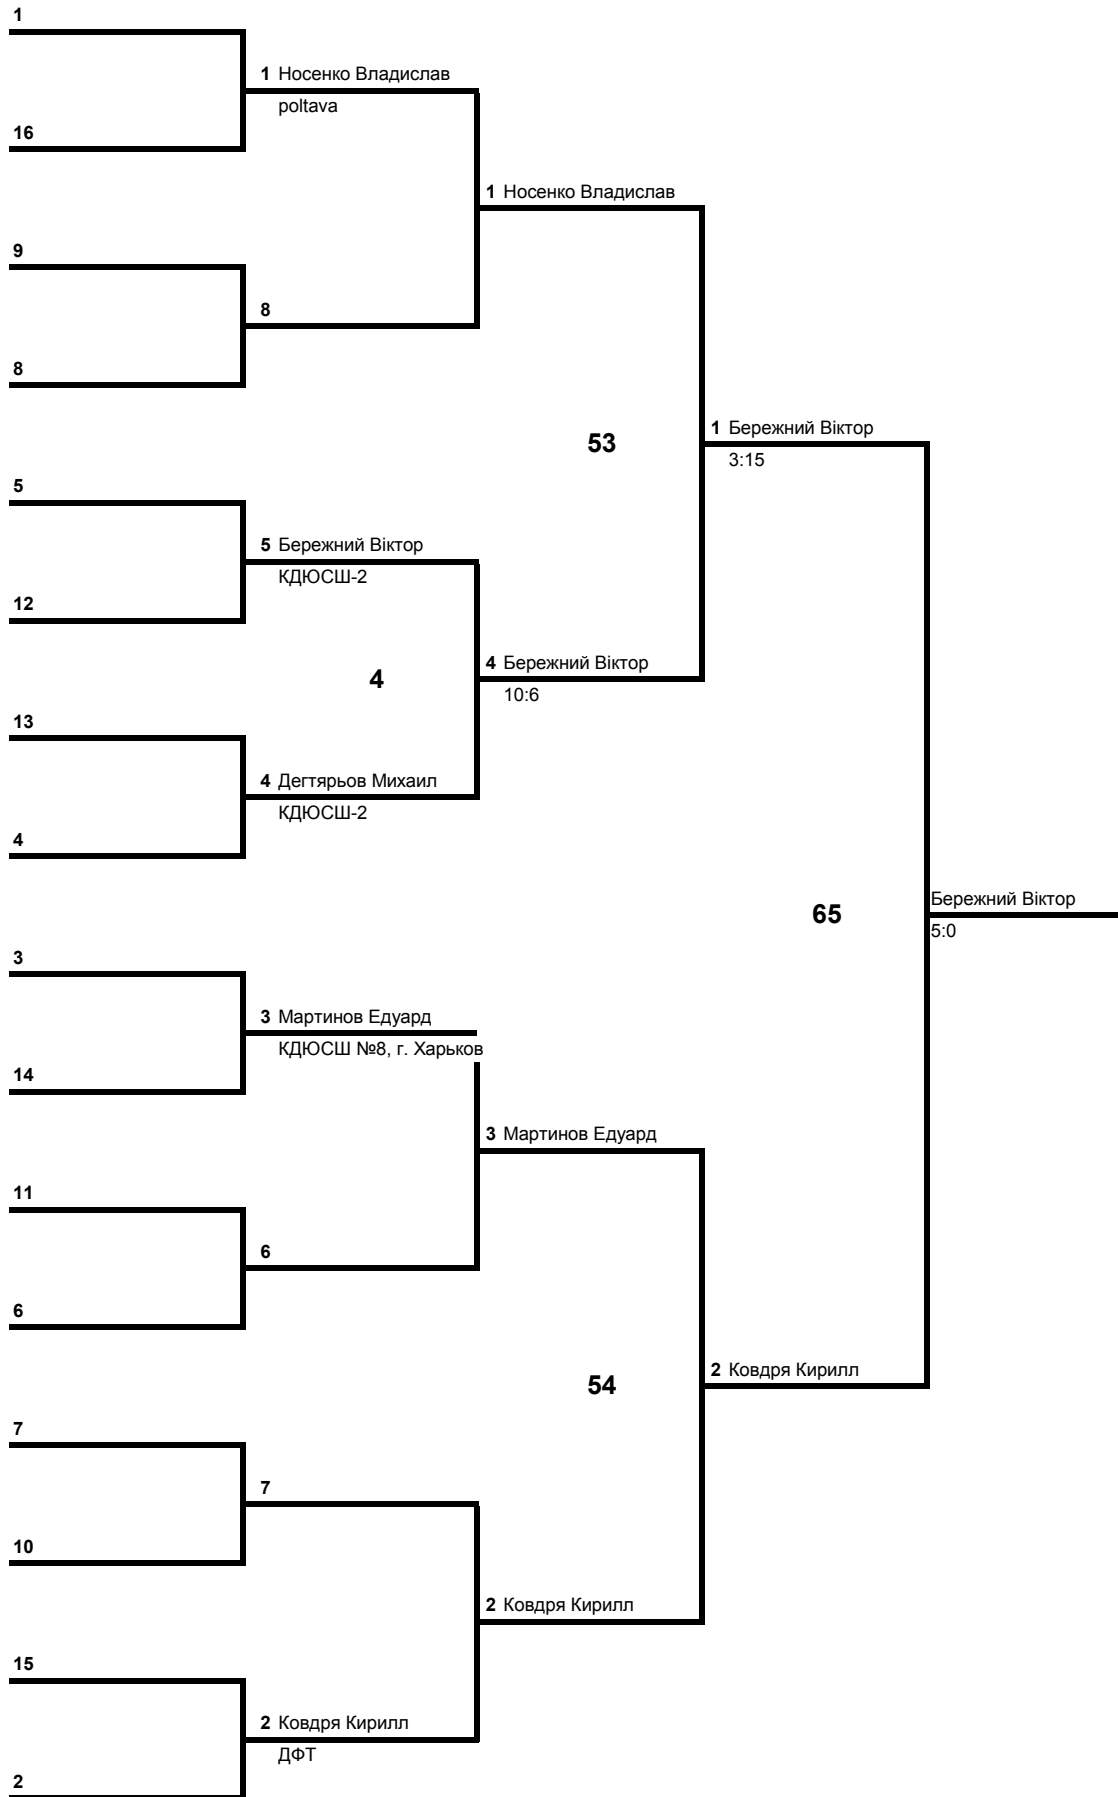 1
1 Носенко Владислав
poltava
16
1 Носенко Владислав
9
8
8
53
1 Бережний Віктор
3:15
5
5 Бережний Віктор
КДЮСШ-2
12
4
4 Бережний Віктор
10:6
13
4 Дегтярьов Михаил
КДЮСШ-2
4
65
Бережний Віктор
5:0
3
3 Мартинов Едуард
КДЮСШ №8, г. Харьков
14
3 Мартинов Едуард
11
6
6
54
2 Ковдря Кирилл
7
7
10
2 Ковдря Кирилл
15
2 Ковдря Кирилл
ДФТ
2